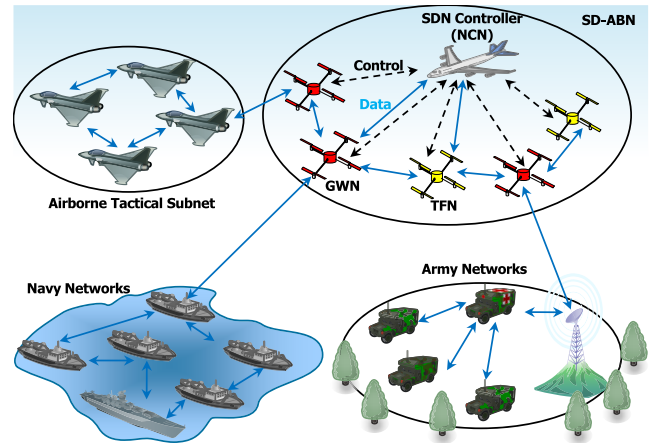 SDN Controller
(NCN)
SD-ABN
Control
Data
GWN
TFN
Airborne Tactical Subnet
Navy Networks
Army Networks